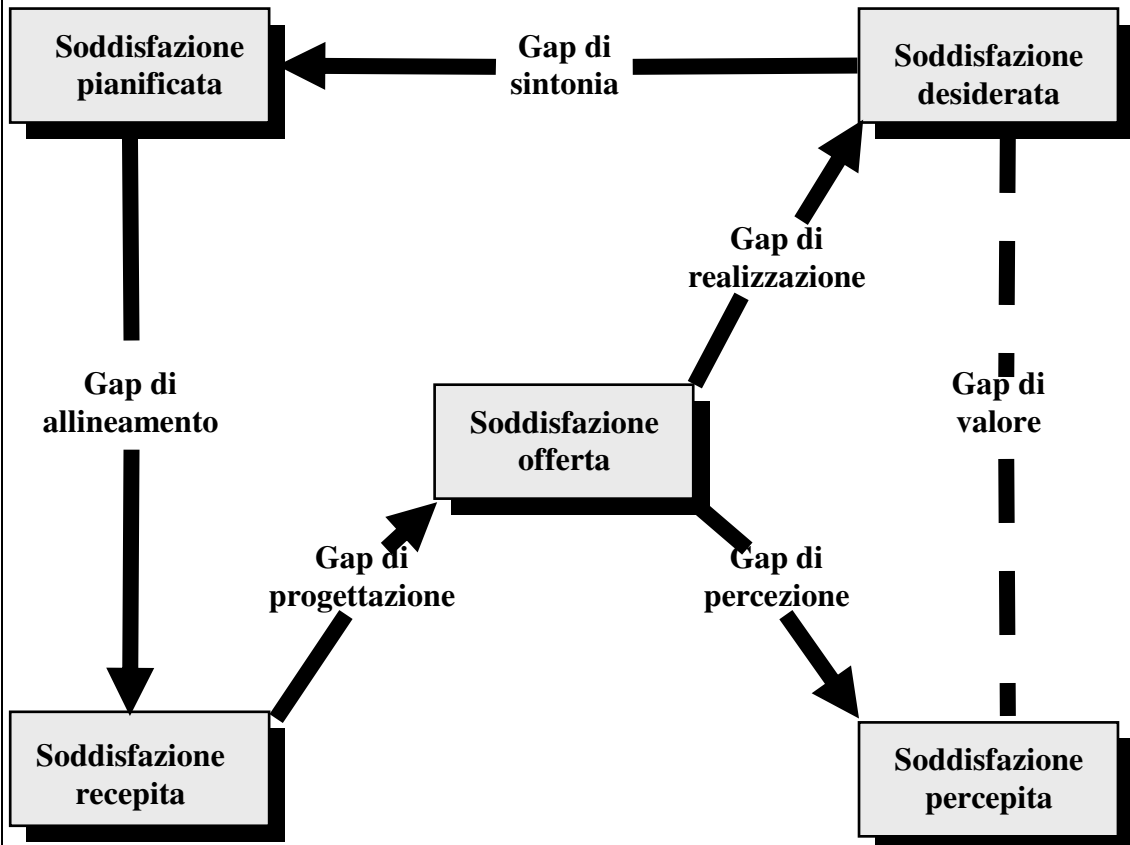 Soddisfazione
pianificata
Gap di
sintonia
Soddisfazione
desiderata
Gap di
realizzazione
Gap di
allineamento
Soddisfazione
offerta
Gap di
valore
Gap di
progettazione
Gap di
percezione
Soddisfazione
recepita
Soddisfazione
percepita